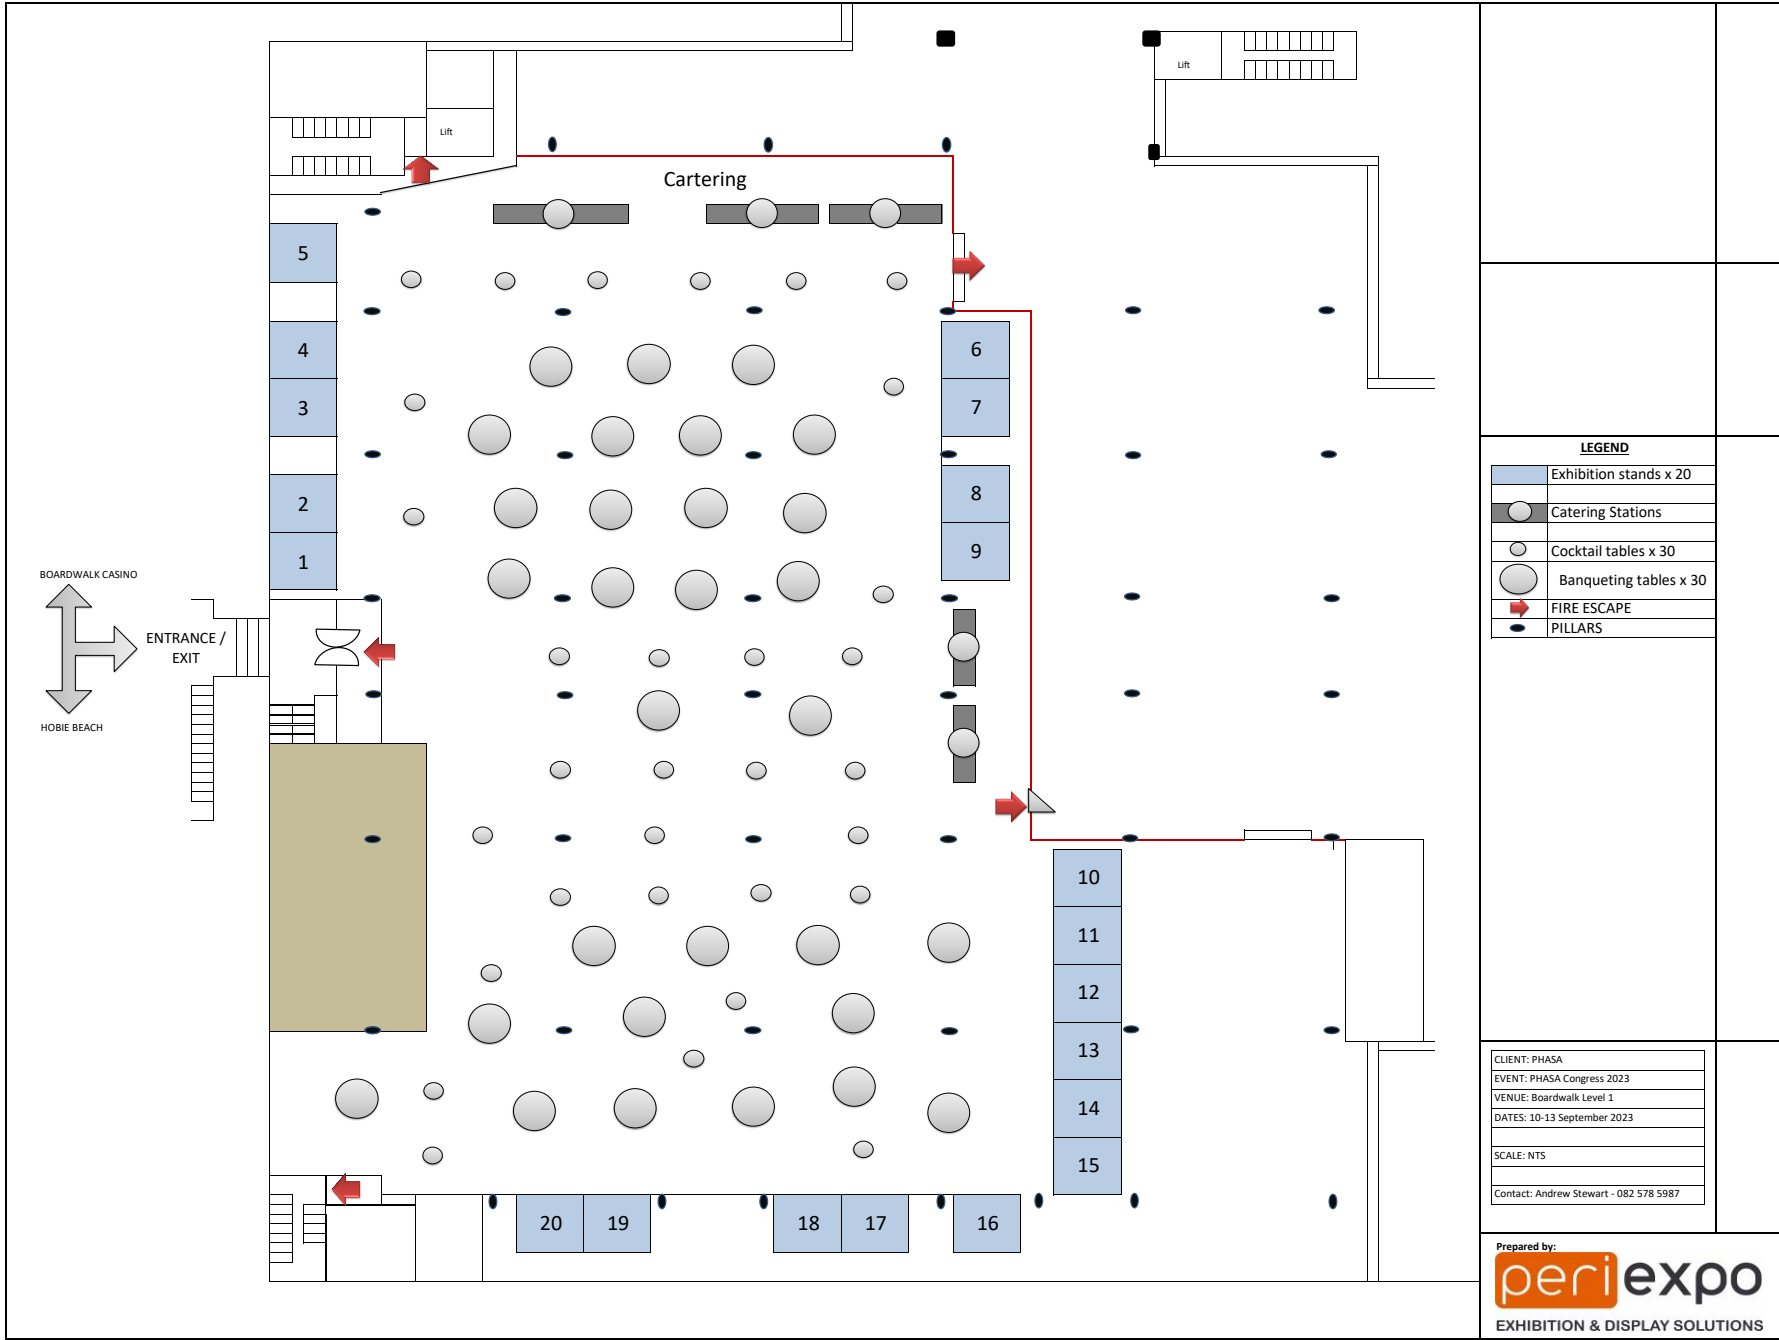 Lift
Lift
Cartering
5
4
3
2
1
6
7
8
9
BOARDWALK CASINO
ENTRANCE /
EXIT
HOBIE BEACH
10
11
12
13
14
15
20
19
18
17
16
LEGEND
Exhibition stands x 20
Catering Stations
Cocktail tables x 30
Banqueting tables x 30
FIRE ESCAPE
PILLARS
CLIENT: PHASA
EVENT: PHASA Congress 2023
VENUE: Boardwalk Level 1
DATES: 10-13 September 2023
SCALE: NTS
Contact: Andrew Stewart - 082 578 5987
Prepared by:
periexpo
EXHIBITION & DISPLAY SOLUTIONS